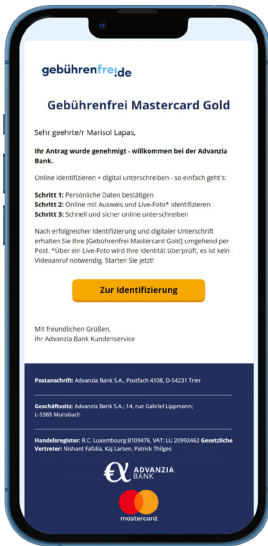 gebührenfrei.de
Gebührenfrei Mastercard Gold
Sehr geehrte/r Marisol Lapas,
Ihr Antrag wurde genehmigt - willkommen bei der Advanzia
Bank.
Online identifizieren + digital unterschreiben - so einfach geht's:
Schritt 1: Persönliche Daten bestätigen
Schritt 2: Online mit Ausweis und Live-Foto* identifizieren
Schritt 3: Schnell und sicher online unterschreiben
Nach erfolgreicher Identifizierung und digitaler Unterschrift
erhalten Sie Ihre [Gebührenfrei Mastercard Gold] umgehend per
Post. *Über ein Live-Foto wird Ihre Identität überprüft, es ist kein
Videoanruf notwendig. Starten Sie jetzt!
Zur Identifizierung
Mit freundlichen Grüßen,
Ihr Advanzia Bank Kundenservice
Postanschrift: Advanzia Bank S.A., Postfach 4108, D-54231 Trier
Geschäftssitz: Advanzia Bank S.A.; 14, rue Gabriel Lippmann;
L-5365 Munsbach
Handelsregister: R.C. Luxembourg B109476, VAT: LU 20992462 Gesetzliche
Vertreter: Nishant Fafalia, Kaj Larsen, Patrick Thilges
ADVANZIA
BANK
mastercard.